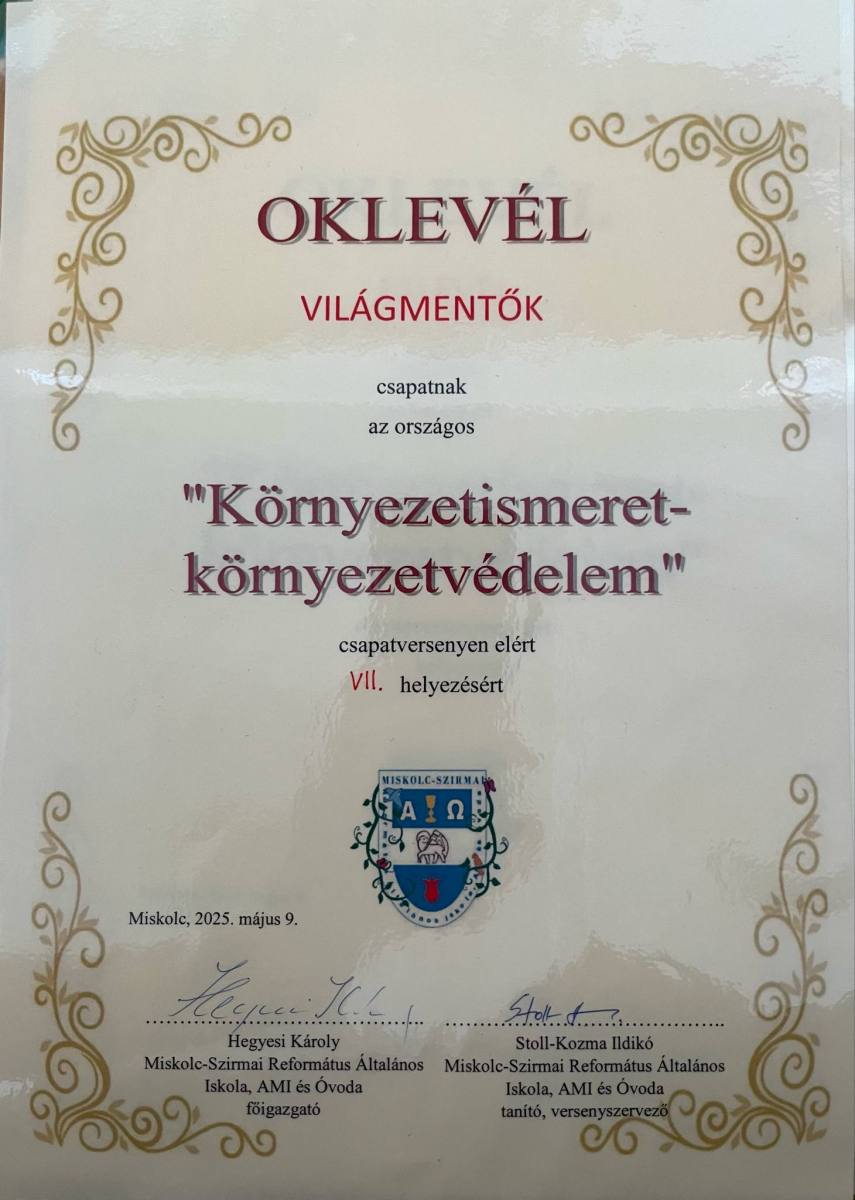 OKLEVÉL
VILÁGMENTŐK
csapatnak
az országos
"Környezetismeret-
környezetvédelem"
csapatversenyen elért
VII. helyezésért
MISKOLC-SZIRMAI
Α Ω
Miskolc, 2025. május 9.
Hegyesi Károly
Miskolc-Szirmai Református Általános
Iskola, AMI és Óvoda
főigazgató
Stoll-Kozma Ildikó
Miskolc-Szirmai Református Általános
Iskola, AMI és Óvoda
tanító, versenyszervező